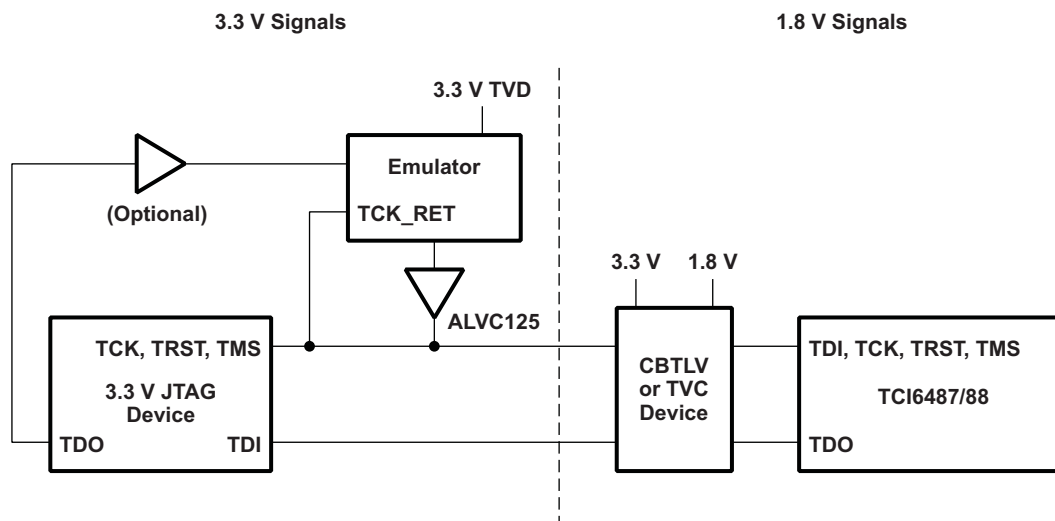 3.3 V Signals
1.8 V Signals
3.3 V TVD
Emulator
TCK_RET
(Optional)
ALVC125
3.3 V
1.8 V
TCK, TRST, TMS
3.3 V JTAG
Device
TDO
TDI
CBTLV
or TVC
Device
TDI, TCK, TRST, TMS
TCI6487/88
TDO